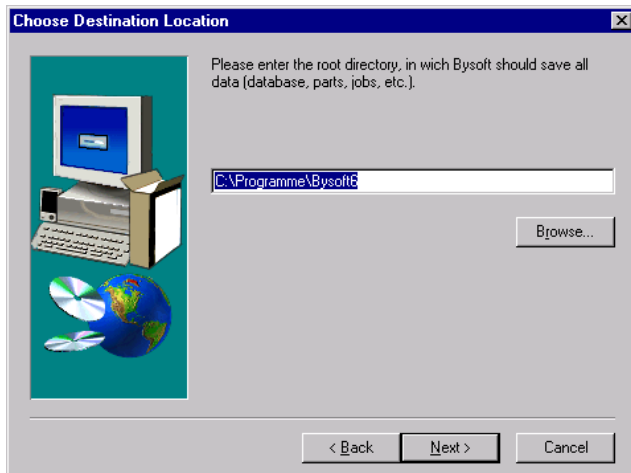 Choose Destination Location
Please enter the root directory, in wich Bysoft should save all
data (database, parts, jobs, etc.).
C:\Programme\Bysoft6
Browse...
< Back
Next >
Cancel